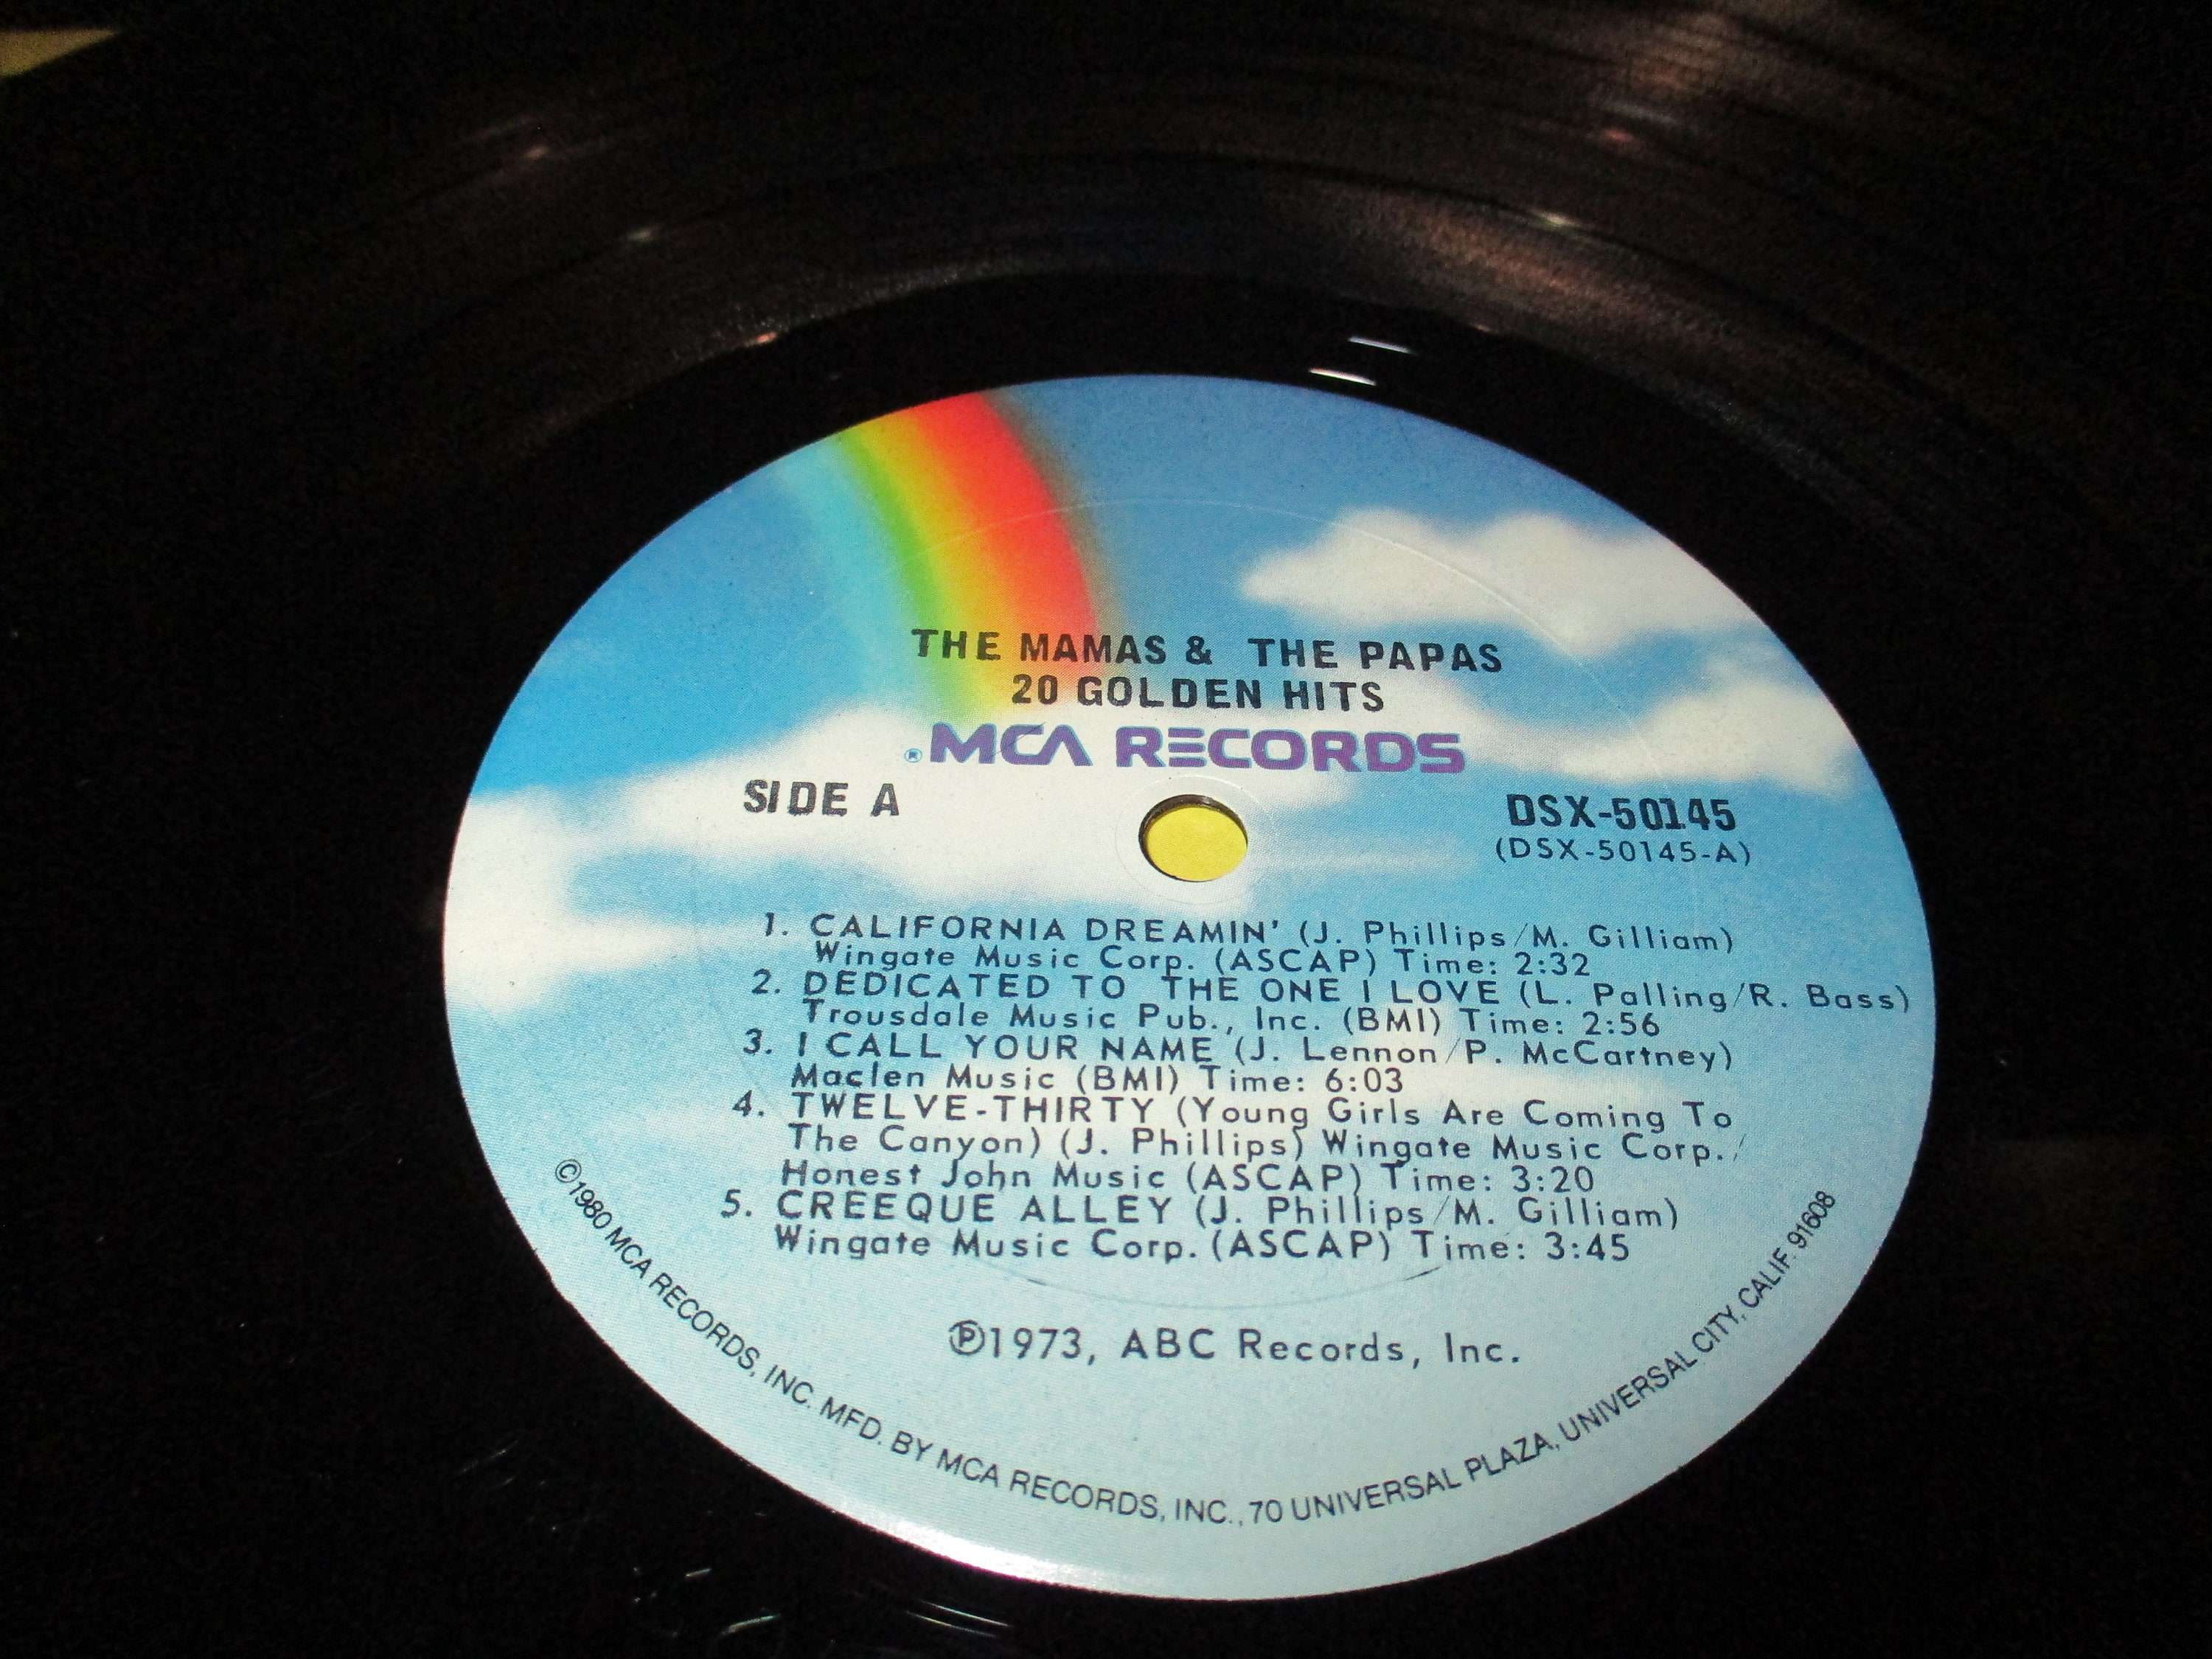 THE MAMAS & THE PAPAS
20 GOLDEN HITS
® MCA RECORDS
SIDE A
DSX-50145
(DSX-50145-A)
1. CALIFORNIA DREAMIN' (J. Phillips/M. Gilliam)
Wingate Music Corp. (ASCAP) Time: 2:32
2. DEDICATED TO THE ONE I LOVE (L. Palling/R. Bass)
Trousdale Music Pub., Inc. (BMI) Time: 2:56
3. I CALL YOUR NAME (J. Lennon/P. McCartney)
Maclen Music (BMI) Time: 6:03
4. TWELVE-THIRTY (Young Girls Are Coming To
The Canyon) (J. Phillips) Wingate Music Corp./
Honest John Music (ASCAP) Time: 3:20
5. CREEQUE ALLEY (J. Phillips/M. Gilliam)
Wingate Music Corp. (ASCAP) Time: 3:45
℗1973, ABC Records, Inc.
©1980 MCA RECORDS, INC. MFD. BY MCA RECORDS, INC., 70 UNIVERSAL PLAZA, UNIVERSAL CITY, CALIF. 91608